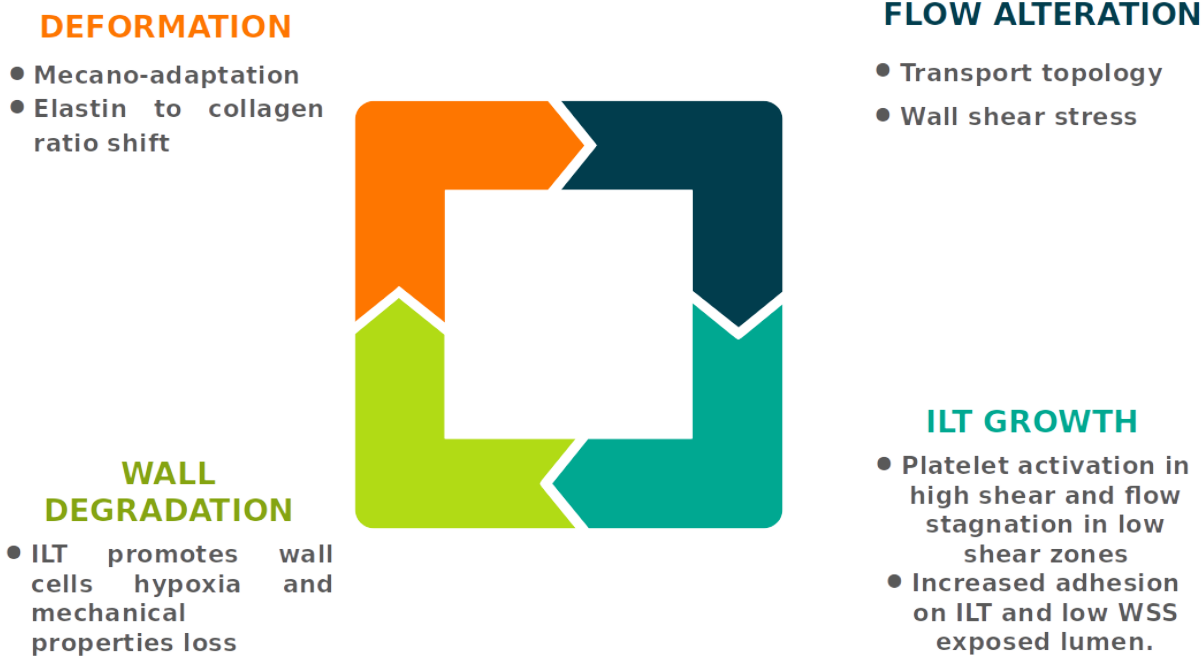 DEFORMATION
● Mecano-adaptation
● Elastin to collagen
ratio shift
FLOW ALTERATION
● Transport topology
● Wall shear stress
WALL
DEGRADATION
● ILT promotes wall
cells hypoxia and
mechanical
properties loss
ILT GROWTH
● Platelet activation in
high shear and flow
stagnation in low
shear zones
● Increased adhesion
on ILT and low WSS
exposed lumen.